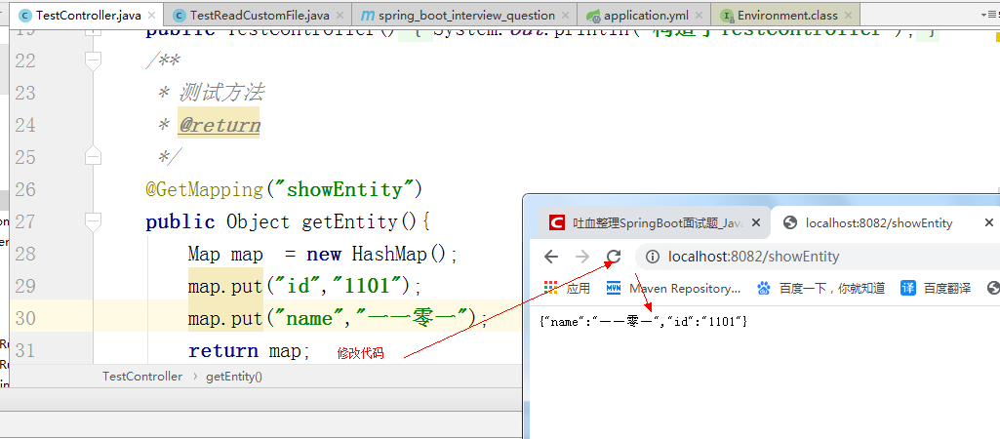 TestController.java
TestReadCustomFile.java
spring_boot_interview_question
application.yml
Environment.class
19 public TestController() { System.out.println("构造了TestController"); }
22 /**
23 * 测试方法
24 * @return
25 */
26 @GetMapping("showEntity")
27 public Object getEntity(){
28 Map map = new HashMap();
29 map.put("id","1101");
30 map.put("name","一一零一");
31 return map; 修改代码
TestController › getEntity()
吐血整理SpringBoot面试题_Java
localhost:8082/showEntity
localhost:8082/showEntity
应用
Maven Repository...
百度一下，你就知道
百度翻译
{"name":"一一零一","id":"1101"}